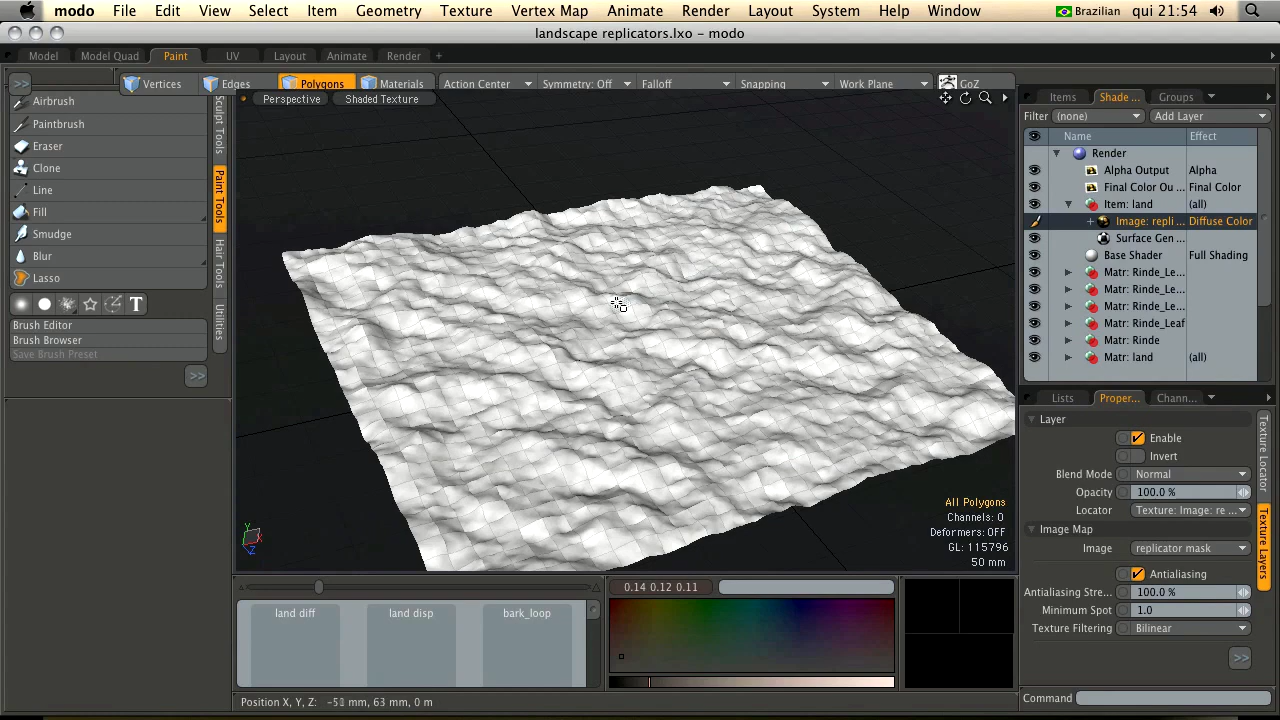 modo File Edit View Select Item Geometry Texture Vertex Map Animate Render Layout System Help Window Brazilian qui 21:54
landscape replicators.lxo – modo
Model Model Quad Paint UV Layout Animate Render +
>> Vertices Edges Polygons Materials Action Center Symmetry: Off Falloff Snapping Work Plane GoZ
Perspective Shaded Texture
Airbrush
Paintbrush
Eraser
Clone
Line
Fill
Smudge
Blur
Lasso
T
Brush Editor
Brush Browser
Save Brush Preset
>>
Sculpt Tools
Paint Tools
Hair Tools
Utilities
All Polygons
Channels: 0
Deformers: OFF
GL: 115796
50 mm
Y
X
Z
land diff land disp bark_loop
0.14 0.12 0.11
Position X, Y, Z:
63 mm, 0 m
Items Shade ... Groups
Filter (none) Add Layer
Name Effect
Render
Alpha Output Alpha
Final Color Ou ... Final Color
Item: land (all)
+ Image: repli ... Diffuse Color
Surface Gen ...
Base Shader Full Shading
Matr: Rinde_Le...
Matr: Rinde_Le...
Matr: Rinde_Le...
Matr: Rinde_Leaf
Matr: Rinde
Matr: land (all)
Lists Proper... Chann...
Layer
Enable
Invert
Blend Mode Normal
Opacity 100.0 %
Locator Texture: Image: re ...
Image Map
Image replicator mask
Antialiasing
Antialiasing Stre... 100.0 %
Minimum Spot 1.0
Texture Filtering Bilinear
>>
Texture Locator
Texture Layers
Command